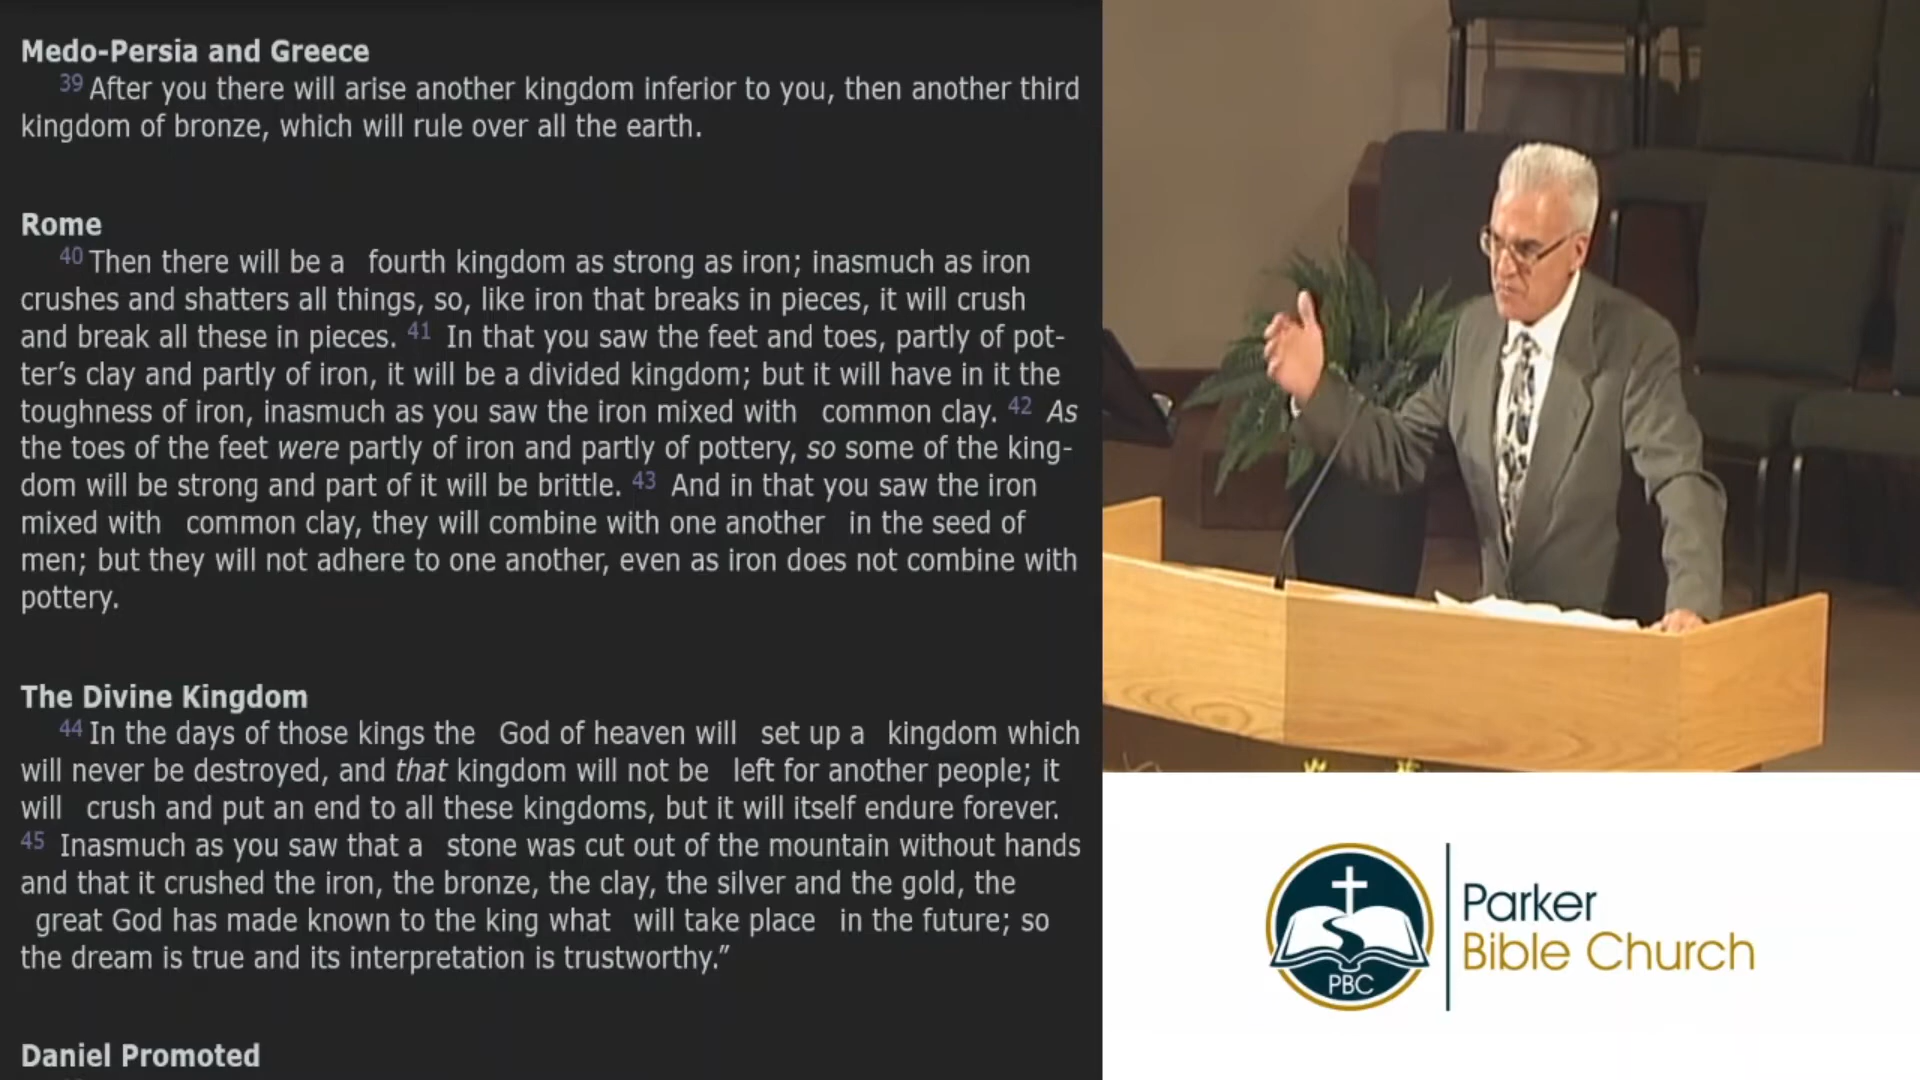 Medo-Persia and Greece
39 After you there will arise another kingdom inferior to you, then another third
kingdom of bronze, which will rule over all the earth.
Rome
40 Then there will be a fourth kingdom as strong as iron; inasmuch as iron
crushes and shatters all things, so, like iron that breaks in pieces, it will crush
and break all these in pieces. 41 In that you saw the feet and toes, partly of pot-
ter’s clay and partly of iron, it will be a divided kingdom; but it will have in it the
toughness of iron, inasmuch as you saw the iron mixed with common clay. 42 As
the toes of the feet were partly of iron and partly of pottery, so some of the king-
dom will be strong and part of it will be brittle. 43 And in that you saw the iron
mixed with common clay, they will combine with one another in the seed of
men; but they will not adhere to one another, even as iron does not combine with
pottery.
The Divine Kingdom
44 In the days of those kings the God of heaven will set up a kingdom which
will never be destroyed, and that kingdom will not be left for another people; it
will crush and put an end to all these kingdoms, but it will itself endure forever.
45 Inasmuch as you saw that a stone was cut out of the mountain without hands
and that it crushed the iron, the bronze, the clay, the silver and the gold, the
great God has made known to the king what will take place in the future; so
the dream is true and its interpretation is trustworthy.”
Daniel Promoted
PBC
Parker
Bible Church